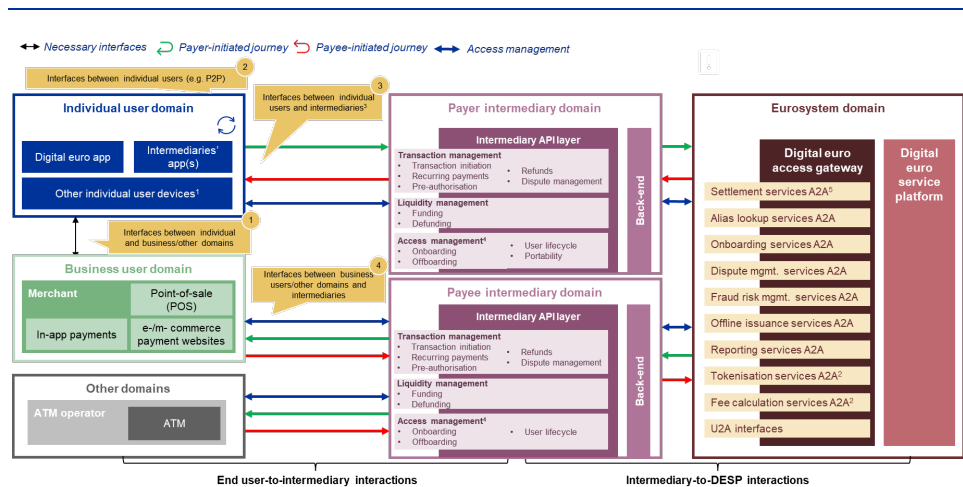 Necessary interfaces
Payer-initiated journey
Payee-initiated journey
Access management
2
Interfaces between individual users (e.g. P2P)
3
Interfaces between individual
users and intermediaries³
Individual user domain
Digital euro app
Intermediaries'
app(s)
Other individual user devices¹
1
Interfaces between individual
and business/other domains
Business user domain
Merchant
Point-of-sale
(POS)
In-app payments
e-/m- commerce
payment websites
4
Interfaces between business
users/other domains and
intermediaries
Other domains
ATM operator
ATM
Payer intermediary domain
Intermediary API layer
Transaction management
• Transaction initiation
• Recurring payments
• Pre-authorisation
• Refunds
• Dispute management
Liquidity management
• Funding
• Defunding
Access management⁴
• Onboarding
• Offboarding
• User lifecycle
• Portability
Back-end
Payee intermediary domain
Intermediary API layer
Transaction management
• Transaction initiation
• Recurring payments
• Pre-authorisation
• Refunds
• Dispute management
Liquidity management
• Funding
• Defunding
Access management⁴
• Onboarding
• Offboarding
• User lifecycle
Back-end
Eurosystem domain
Digital euro
access gateway
Settlement services A2A⁵
Alias lookup services A2A
Onboarding services A2A
Dispute mgmt. services A2A
Fraud risk mgmt. services A2A
Offline issuance services A2A
Reporting services A2A
Tokenisation services A2A²
Fee calculation services A2A²
U2A interfaces
Digital
euro
service
platform
End user-to-intermediary interactions
Intermediary-to-DESP interactions